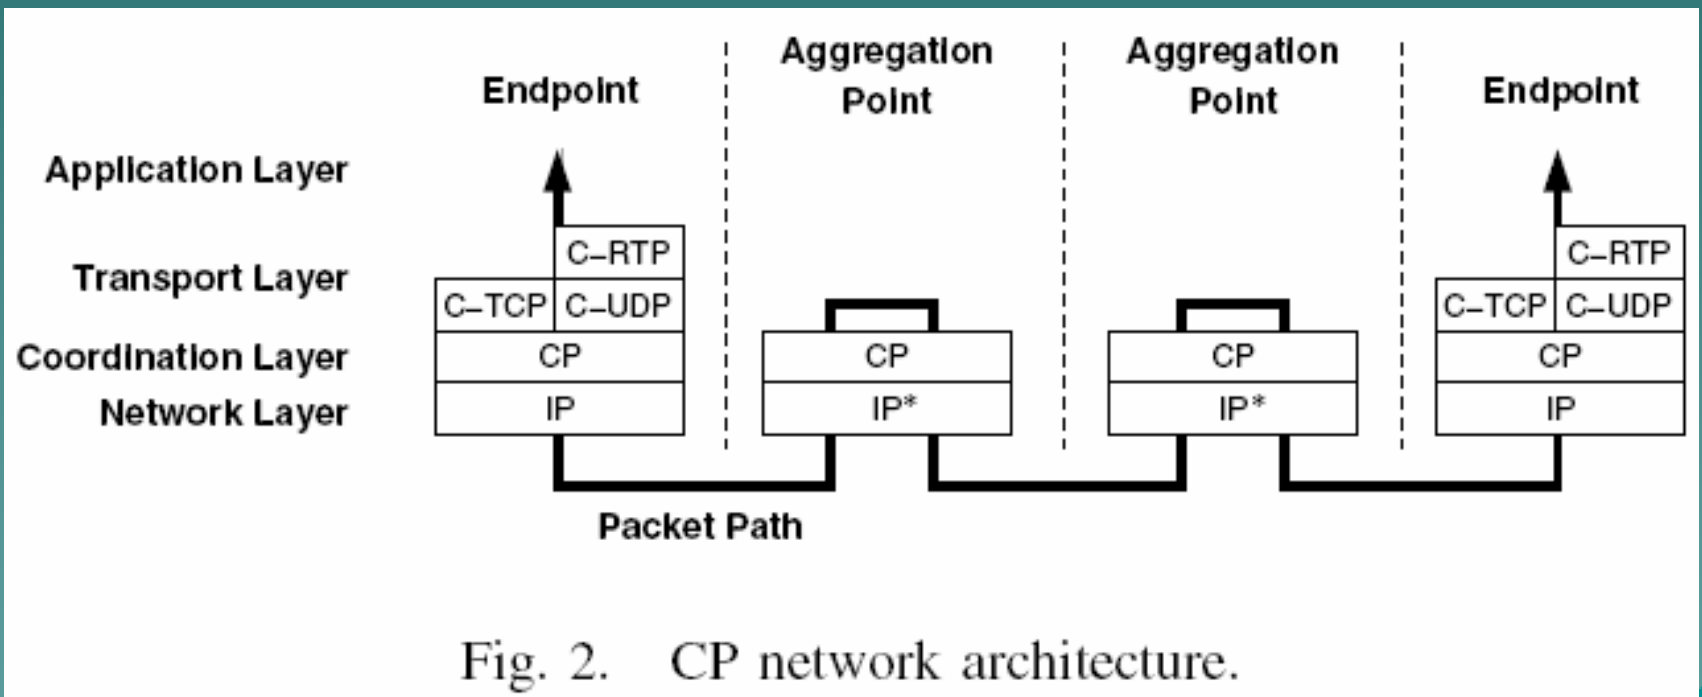 Endpoint
Aggregation
Point
Aggregation
Point
Endpoint
Application Layer
Transport Layer
Coordination Layer
Network Layer
C–RTP
C–TCP C–UDP
CP
IP
CP
IP*
CP
IP*
C–RTP
C–TCP C–UDP
CP
IP
Packet Path
Fig. 2. CP network architecture.